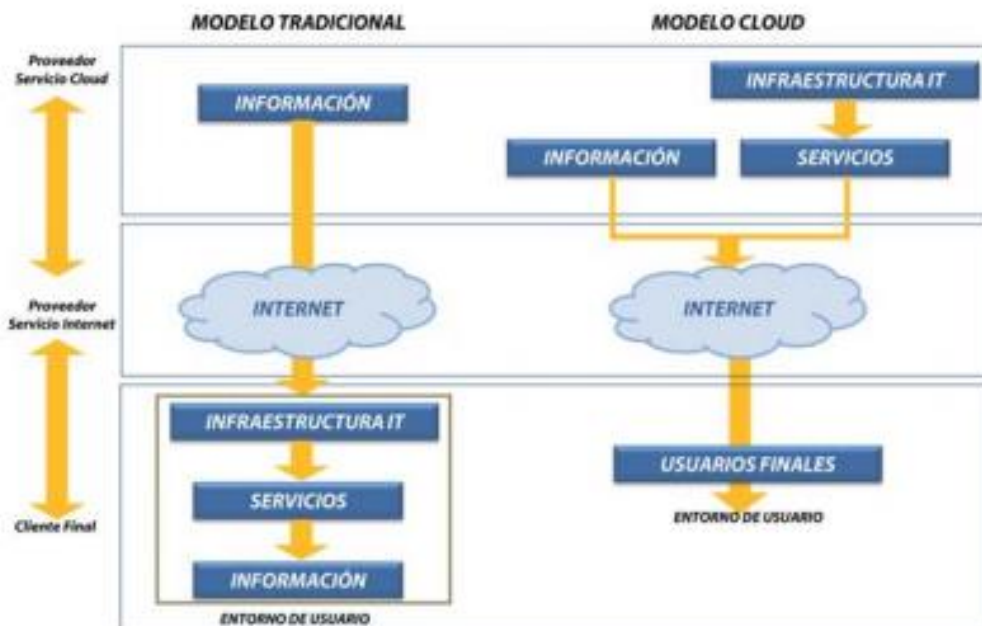 MODELO TRADICIONAL
MODELO CLOUD
Proveedor
Servicio Cloud
INFORMACIÓN
INFRAESTRUCTURA IT
INFORMACIÓN
SERVICIOS
Proveedor
Servicio Internet
INTERNET
INTERNET
INFRAESTRUCTURA IT
SERVICIOS
INFORMACIÓN
USUARIOS FINALES
ENTORNO DE USUARIO
Cliente Final
ENTORNO DE USUARIO